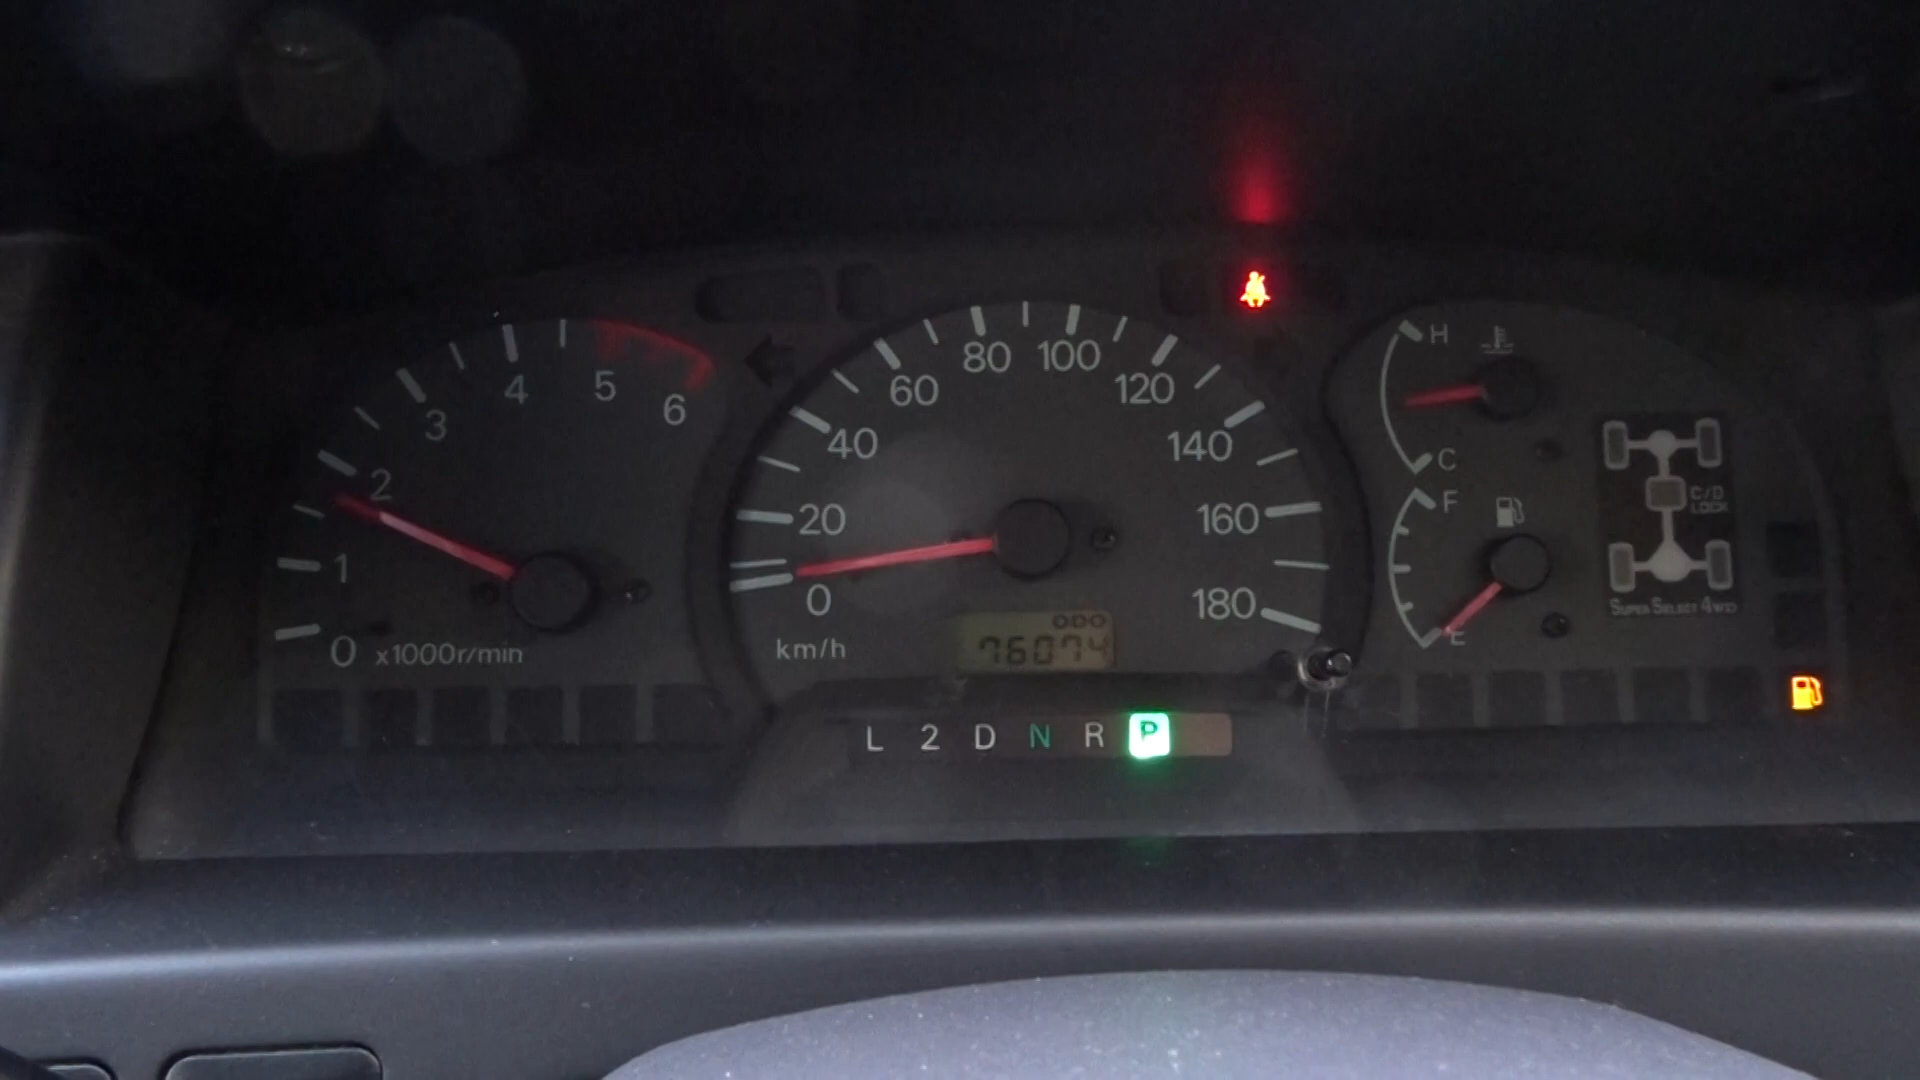 0 1 2 3 4 5 6
x1000r/min
0 20 40 60 80 100 120 140 160 180
km/h
ODO
76074
L 2 D N R P
H
C
F
E
C/D
LOCK
SUPER SELECT 4WD